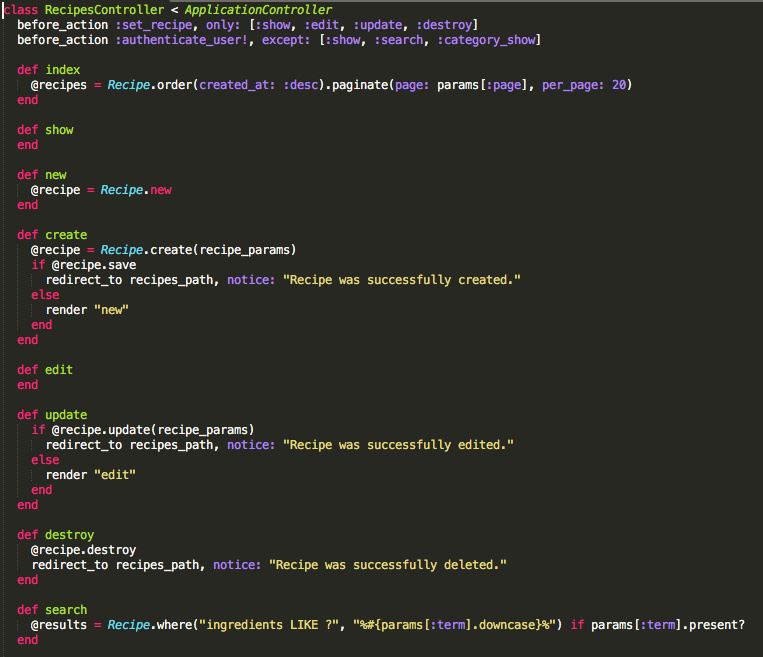 class RecipesController < ApplicationController
  before_action :set_recipe, only: [:show, :edit, :update, :destroy]
  before_action :authenticate_user!, except: [:show, :search, :category_show]

  def index
    @recipes = Recipe.order(created_at: :desc).paginate(page: params[:page], per_page: 20)
  end

  def show
  end

  def new
    @recipe = Recipe.new
  end

  def create
    @recipe = Recipe.create(recipe_params)
    if @recipe.save
      redirect_to recipes_path, notice: "Recipe was successfully created."
    else
      render "new"
    end
  end

  def edit
  end

  def update
    if @recipe.update(recipe_params)
      redirect_to recipes_path, notice: "Recipe was successfully edited."
    else
      render "edit"
    end
  end

  def destroy
    @recipe.destroy
    redirect_to recipes_path, notice: "Recipe was successfully deleted."
  end

  def search
    @results = Recipe.where("ingredients LIKE ?", "%#{params[:term].downcase}%") if params[:term].present?
  end